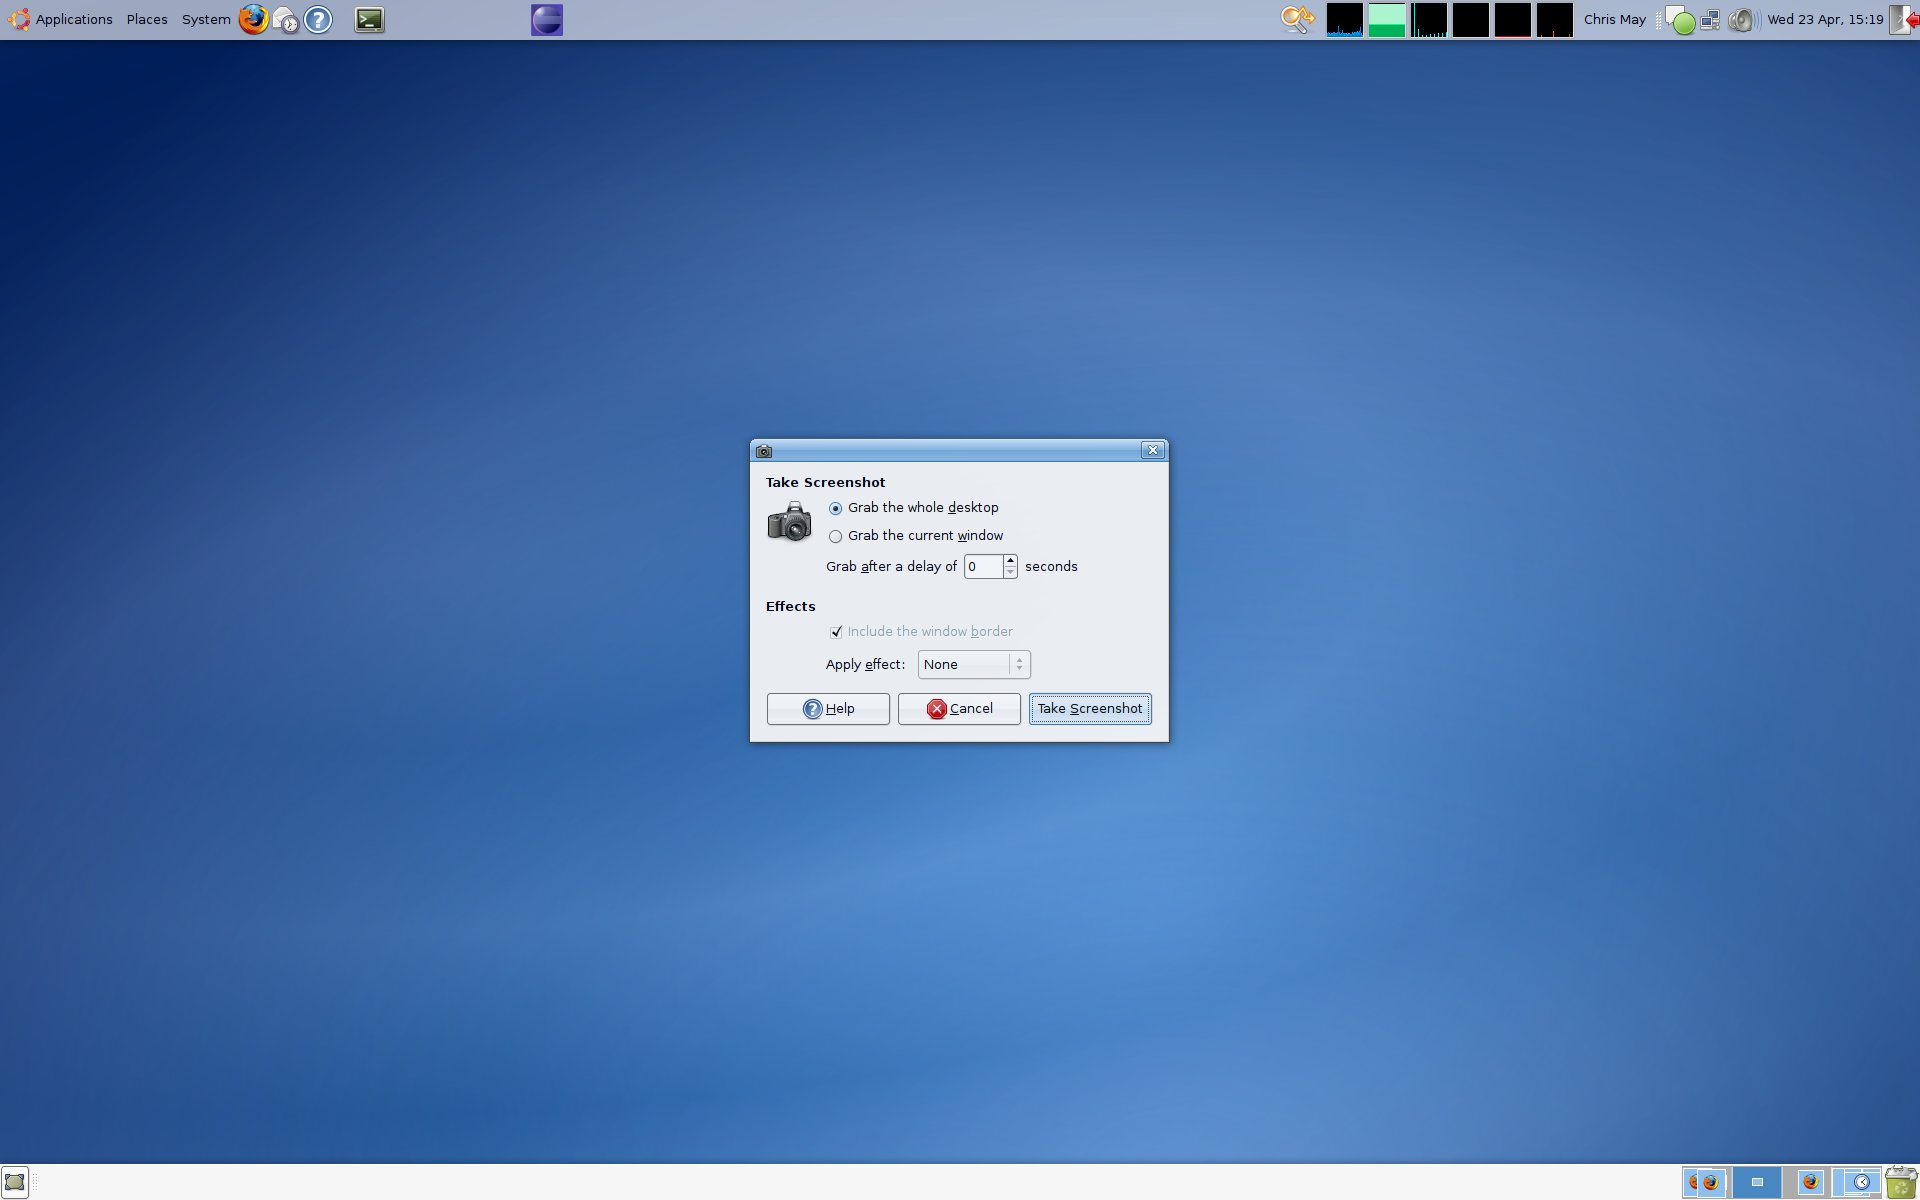 Applications Places System Chris May Wed 23 Apr, 15:19
Take Screenshot
Grab the whole desktop
Grab the current window
Grab after a delay of 0 seconds
Effects
Include the window border
Apply effect: None
Help Cancel Take Screenshot